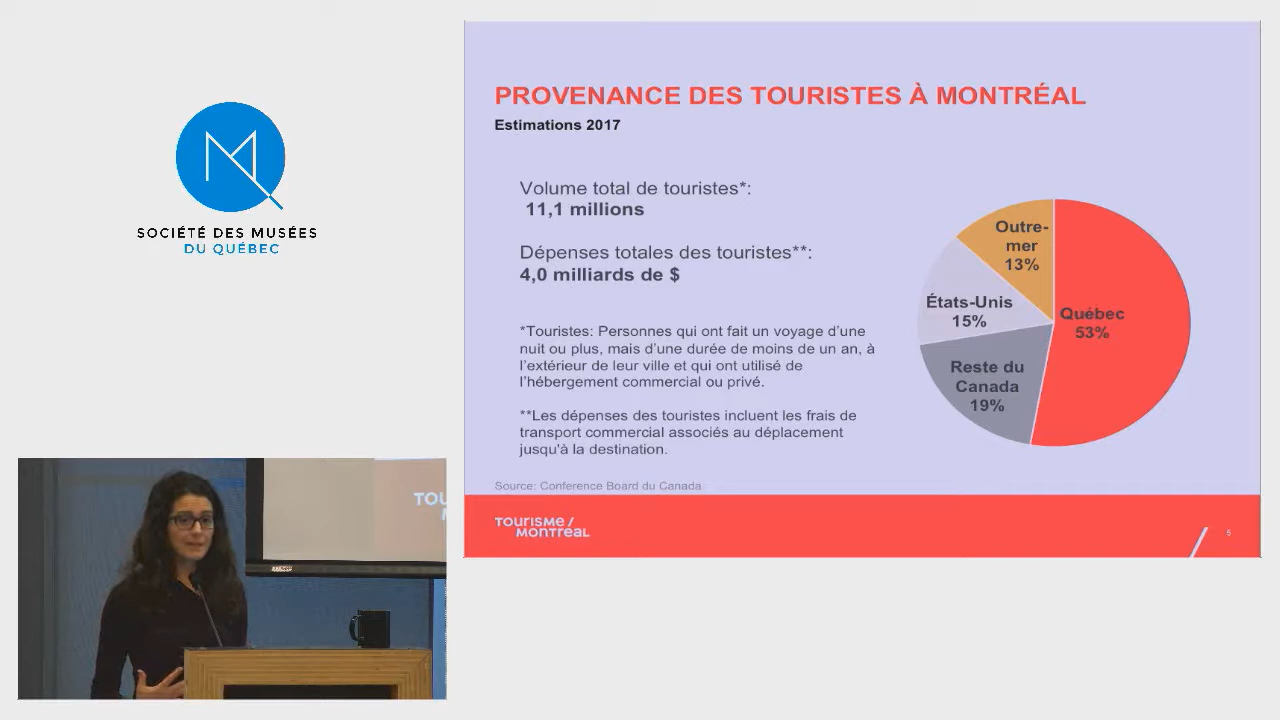 SOCIÉTÉ DES MUSÉES
DU QUÉBEC
PROVENANCE DES TOURISTES À MONTRÉAL
Estimations 2017
Volume total de touristes*:
11,1 millions
Dépenses totales des touristes**:
4,0 milliards de $
*Touristes: Personnes qui ont fait un voyage d'une
nuit ou plus, mais d'une durée de moins de un an, à
l'extérieur de leur ville et qui ont utilisé de
l'hébergement commercial ou privé.
**Les dépenses des touristes incluent les frais de
transport commercial associés au déplacement
jusqu'à la destination.
Source: Conference Board du Canada
Outre-
mer
13%
États-Unis
15%
Québec
53%
Reste du
Canada
19%
TOURISME /
MONTRÉAL
5
TOU